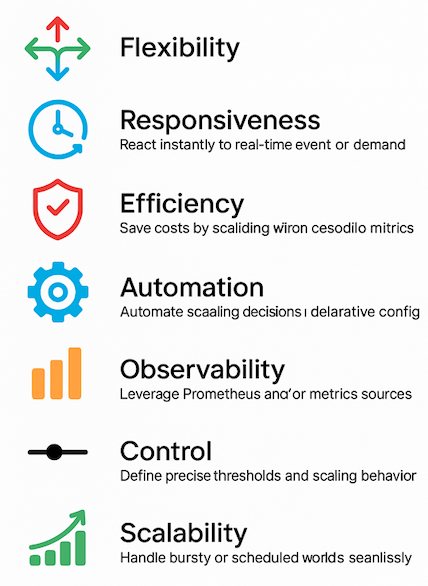 Flexibility
Responsiveness
React instantly to real-time event or demand
Efficiency
Save costs by scaliding wiron cesodilo mitrics
Automation
Automate scaaling decisions ı delarative config
Observability
Leverage Prometheus and'or metrics sources
Control
Define precise thresholds and scaling behavior
Scalability
Handle bursty or scheduled worlds seanlissly